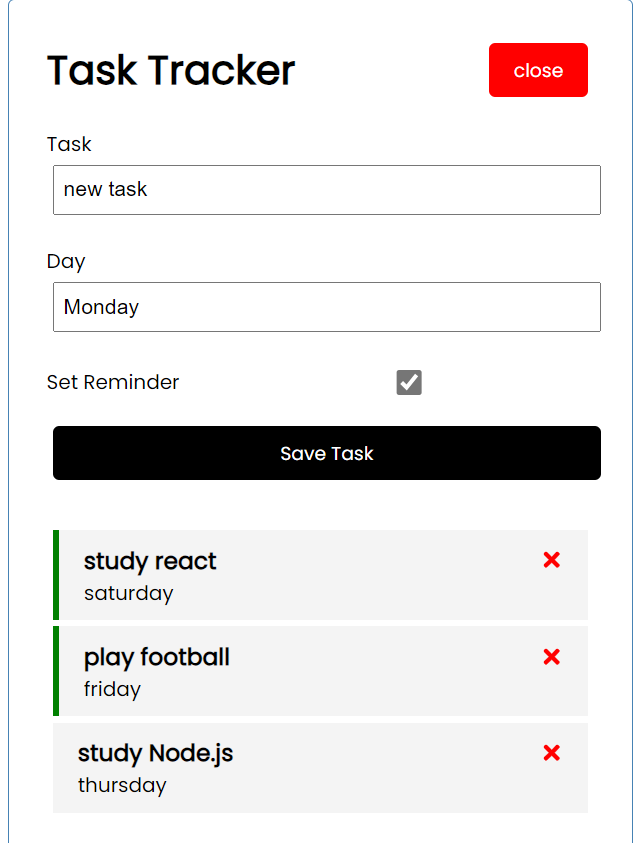 Task Tracker
close
Task
new task
Day
Monday
Set Reminder
Save Task
study react
saturday
play football
friday
study Node.js
thursday